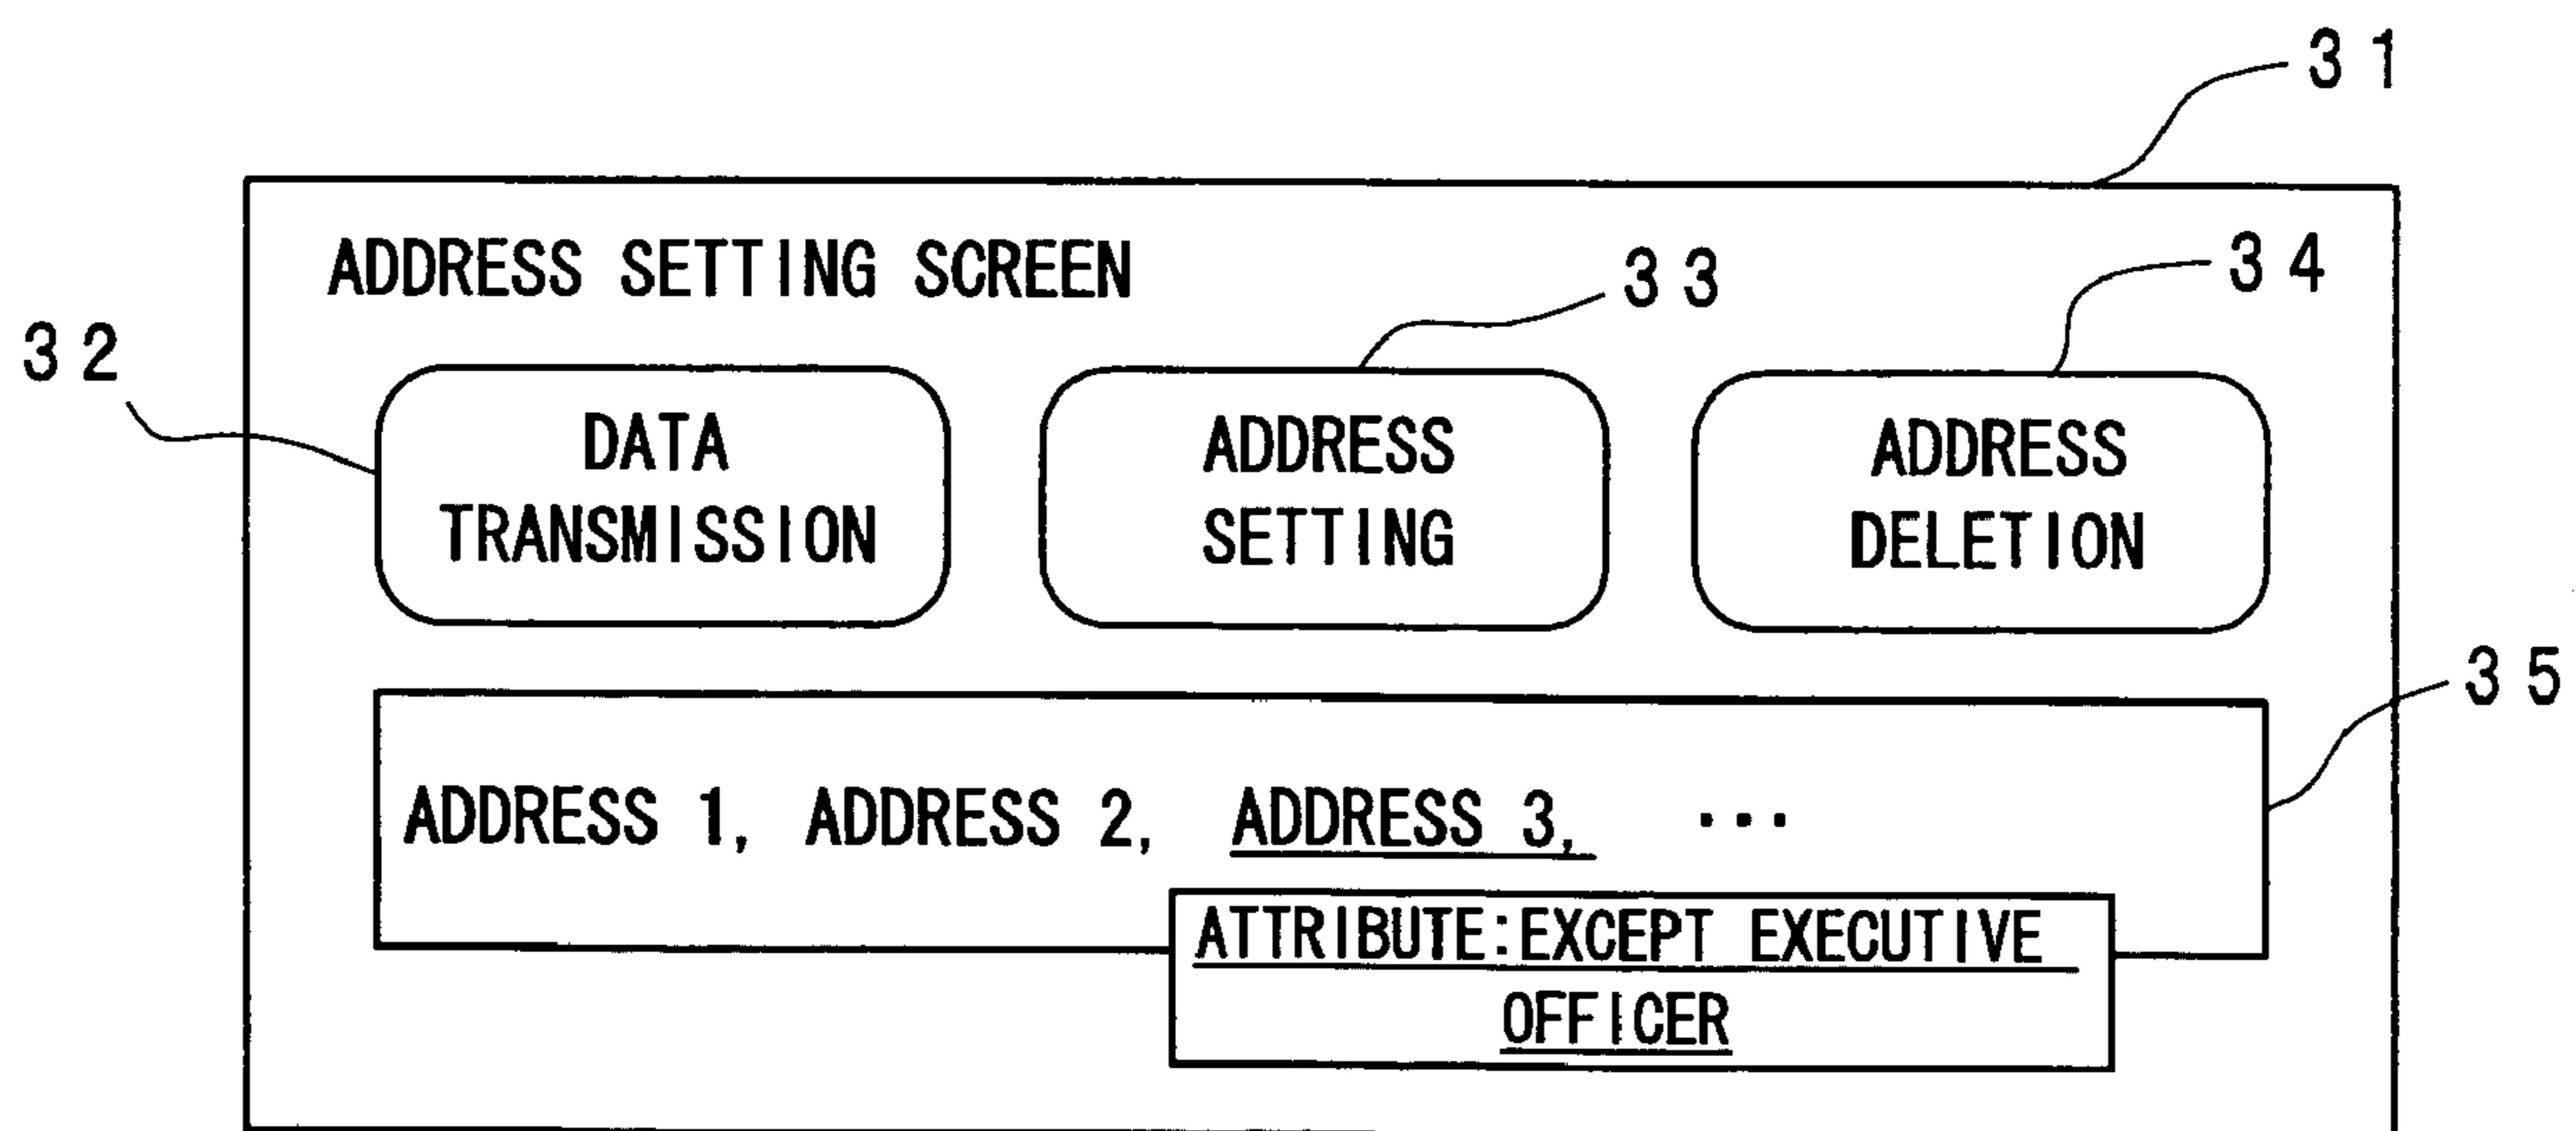 31
ADDRESS SETTING SCREEN
33
34
32
DATA
TRANSMISSION
ADDRESS
SETTING
ADDRESS
DELETION
35
ADDRESS 1, ADDRESS 2, ADDRESS 3, ···
ATTRIBUTE:EXCEPT EXECUTIVE
OFFICER